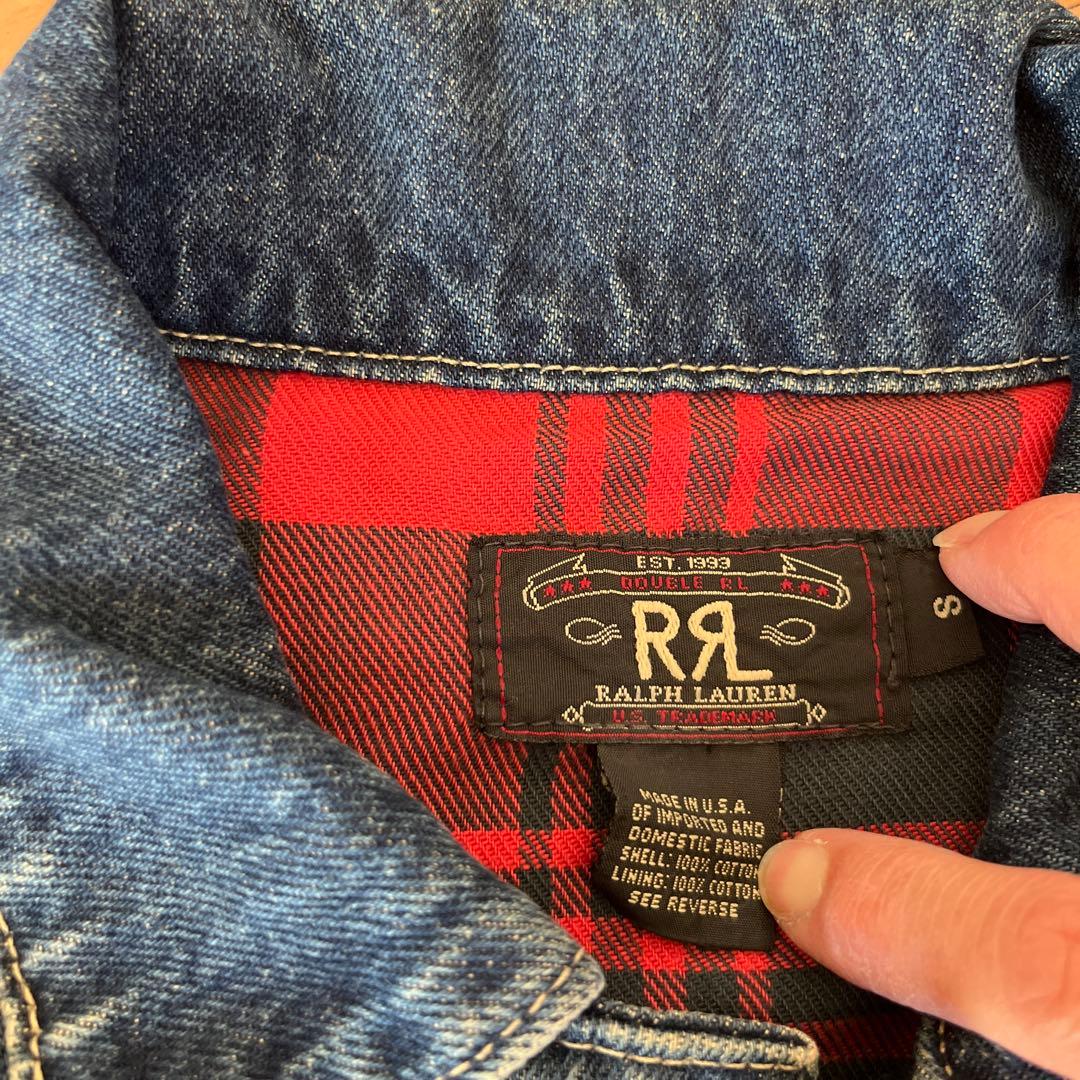 EST. 1993
DOUBLE RL
RRL
RALPH LAUREN
U.S. TRADEMARK
S
MADE IN U.S.A.
OF IMPORTED AND
DOMESTIC FABRIC
SHELL: 100% COTTON
LINING: 100% COTTON
SEE REVERSE